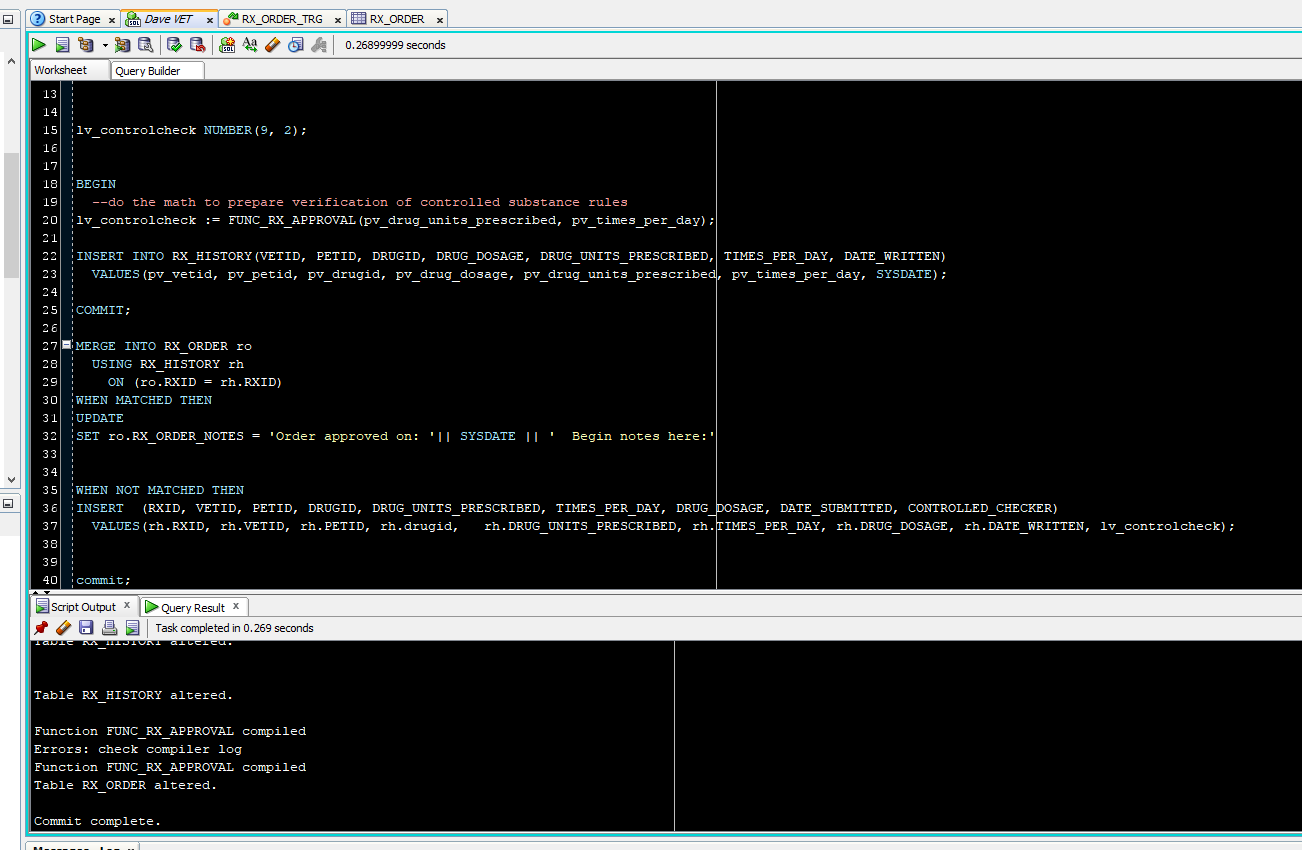 Start Page x Dave VET x RX_ORDER_TRG x RX_ORDER x
0.26899999 seconds
Worksheet Query Builder
13
14
15 lv_controlcheck NUMBER(9, 2);
16
17
18 BEGIN
19 --do the math to prepare verification of controlled substance rules
20 lv_controlcheck := FUNC_RX_APPROVAL(pv_drug_units_prescribed, pv_times_per_day);
21
22 INSERT INTO RX_HISTORY(VETID, PETID, DRUGID, DRUG_DOSAGE, DRUG_UNITS_PRESCRIBED, TIMES_PER_DAY, DATE_WRITTEN)
23 VALUES(pv_vetid, pv_petid, pv_drugid, pv_drug_dosage, pv_drug_units_prescribed, pv_times_per_day, SYSDATE);
24
25 COMMIT;
26
27 MERGE INTO RX_ORDER ro
28 USING RX_HISTORY rh
29 ON (ro.RXID = rh.RXID)
30 WHEN MATCHED THEN
31 UPDATE
32 SET ro.RX_ORDER_NOTES = 'Order approved on: '|| SYSDATE || '  Begin notes here:'
33
34
35 WHEN NOT MATCHED THEN
36 INSERT  (RXID, VETID, PETID, DRUGID, DRUG_UNITS_PRESCRIBED, TIMES_PER_DAY, DRUG_DOSAGE, DATE_SUBMITTED, CONTROLLED_CHECKER)
37 VALUES(rh.RXID, rh.VETID, rh.PETID, rh.drugid,   rh.DRUG_UNITS_PRESCRIBED, rh.TIMES_PER_DAY, rh.DRUG_DOSAGE, rh.DATE_WRITTEN, lv_controlcheck);
38
39
40 commit;
Script Output x Query Result x
Task completed in 0.269 seconds
Table RX_HISTORY altered.
Table RX_HISTORY altered.
Function FUNC_RX_APPROVAL compiled
Errors: check compiler log
Function FUNC_RX_APPROVAL compiled
Table RX_ORDER altered.
Commit complete.
Messages - Log